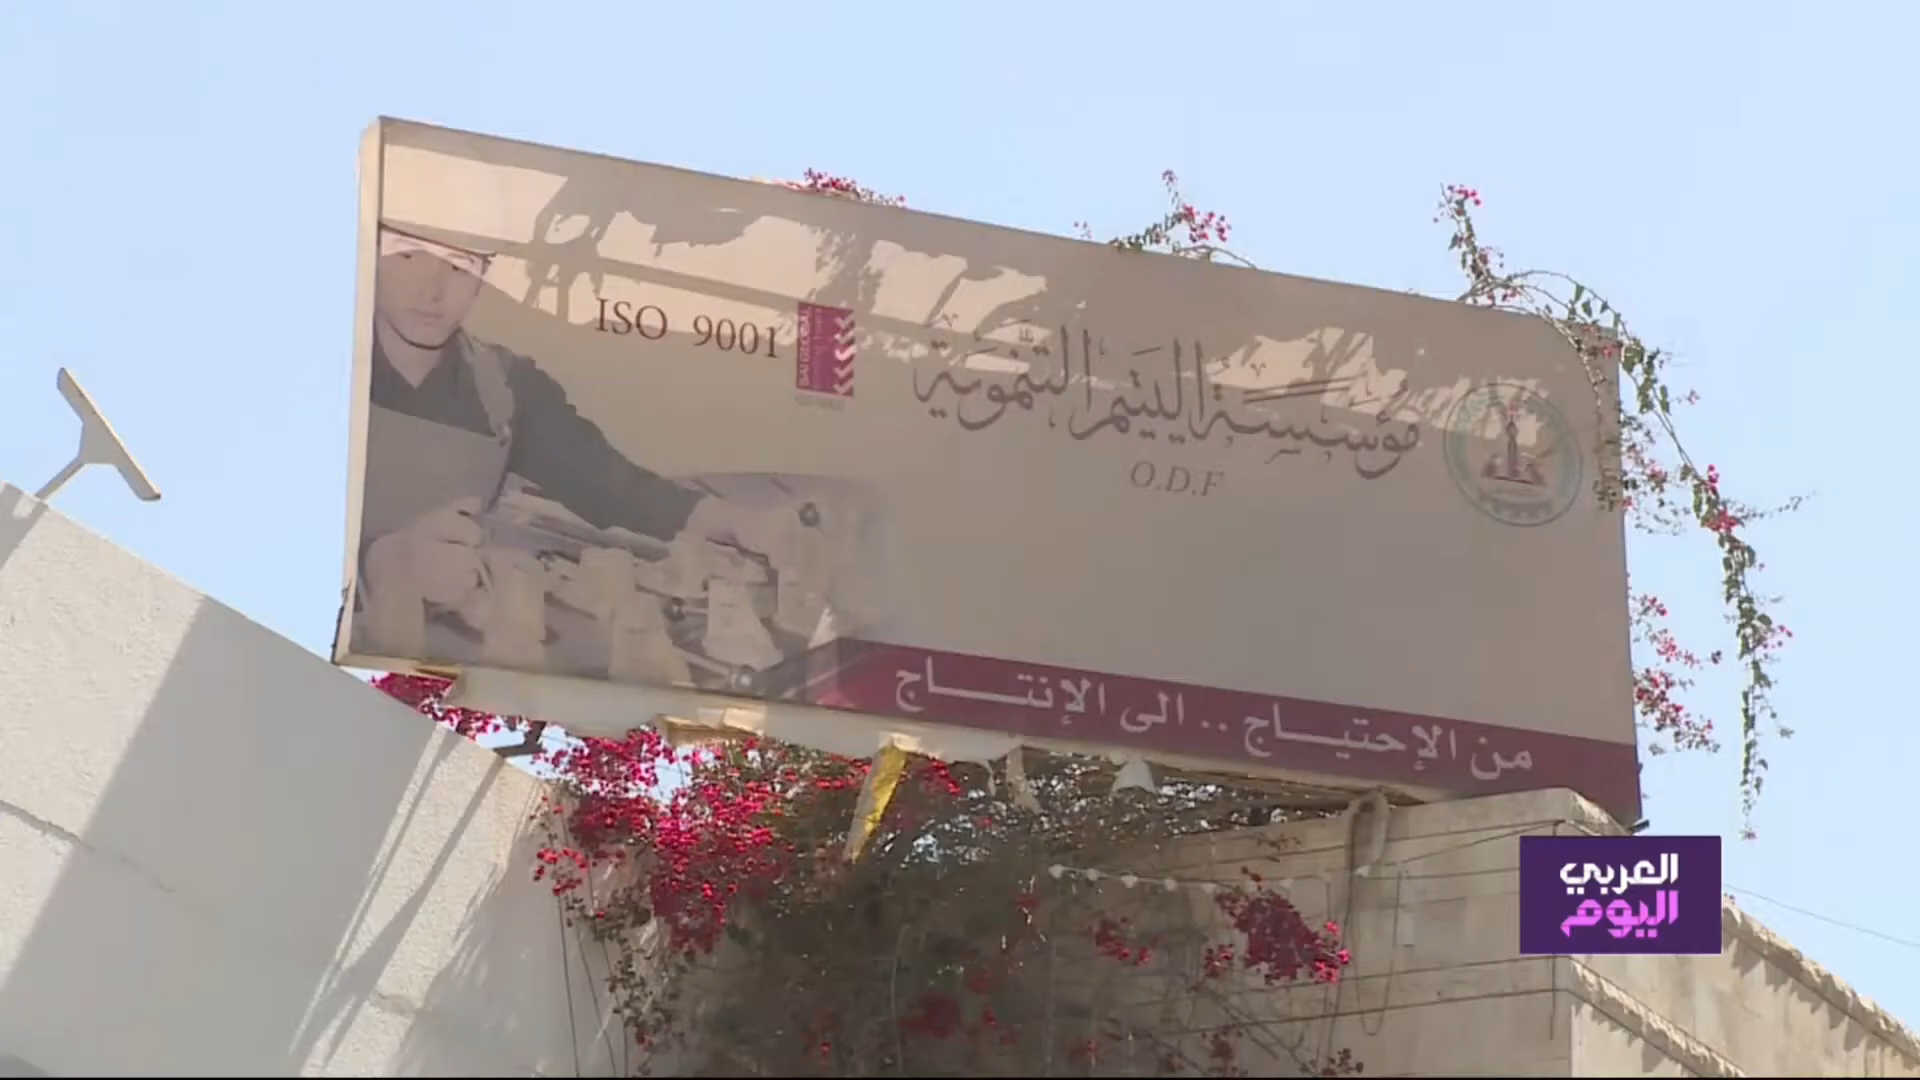 مؤسسة اليتيم التنموية
O.D.F
ISO 9001
من الإحتياج .. الى الإنتاج
العربي
اليوم